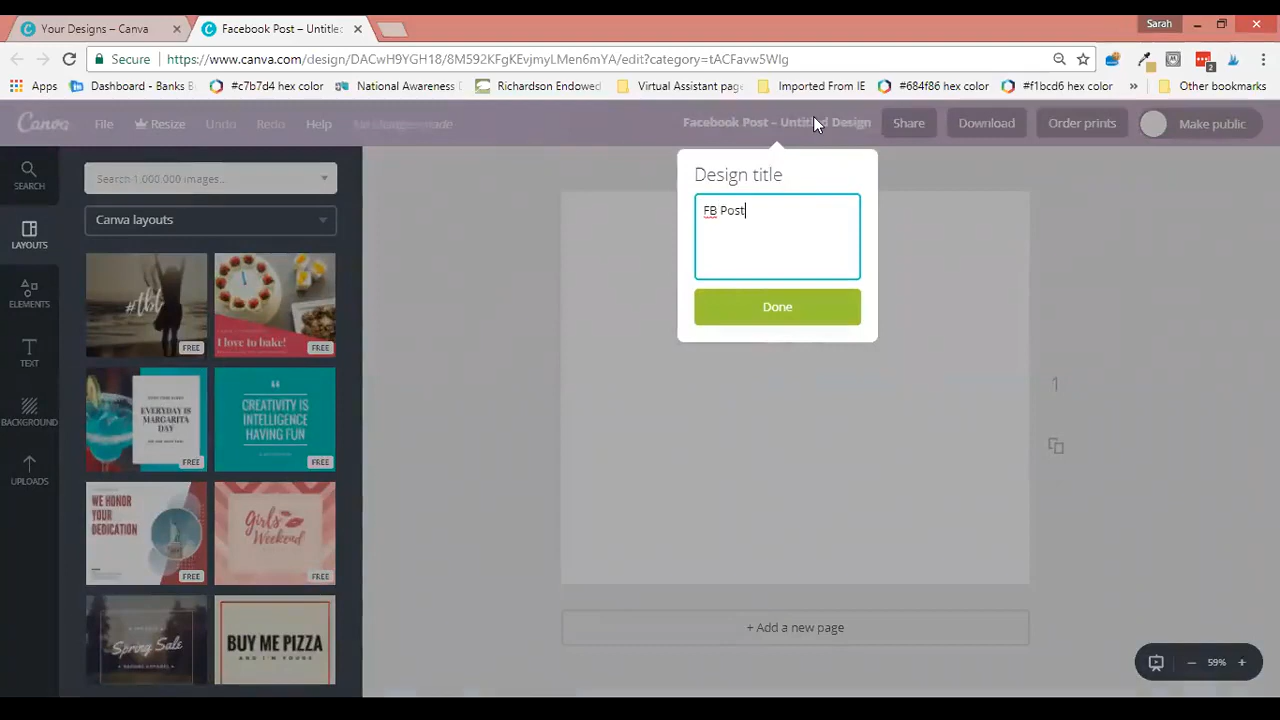 Your Designs – Canva
Facebook Post – Untitle
Sarah
Secure
https://www.canva.com/design/DACwH9YGH18/8M592KFgKEvjmyLMen6mYA/edit?category=tACFavw5WIg
2
Apps
Dashboard - Banks B
#c7b7d4 hex color
National Awareness D
Richardson Endowed
Virtual Assistant page
Imported From IE
#684f86 hex color
#f1bcd6 hex color
»
Other bookmarks
Canva
File
Resize
Undo
Redo
Help
Facebook Post – Untitled Design
Share
Download
Order prints
Make public
SEARCH
LAYOUTS
ELEMENTS
TEXT
BACKGROUND
UPLOADS
Search 1,000,000 images...
Canva layouts
#tbt
FREE
I love to bake!
FREE
EVERYDAY IS
MARGARITA
DAY
FREE
“
CREATIVITY IS
INTELLIGENCE
HAVING FUN
FREE
WE HONOR
YOUR
DEDICATION
FREE
Girls'
Weekend
FREE
Spring Sale
BUY ME PIZZA
AND I'M YOURS
Design title
FB Post
Done
1
+ Add a new page
59%